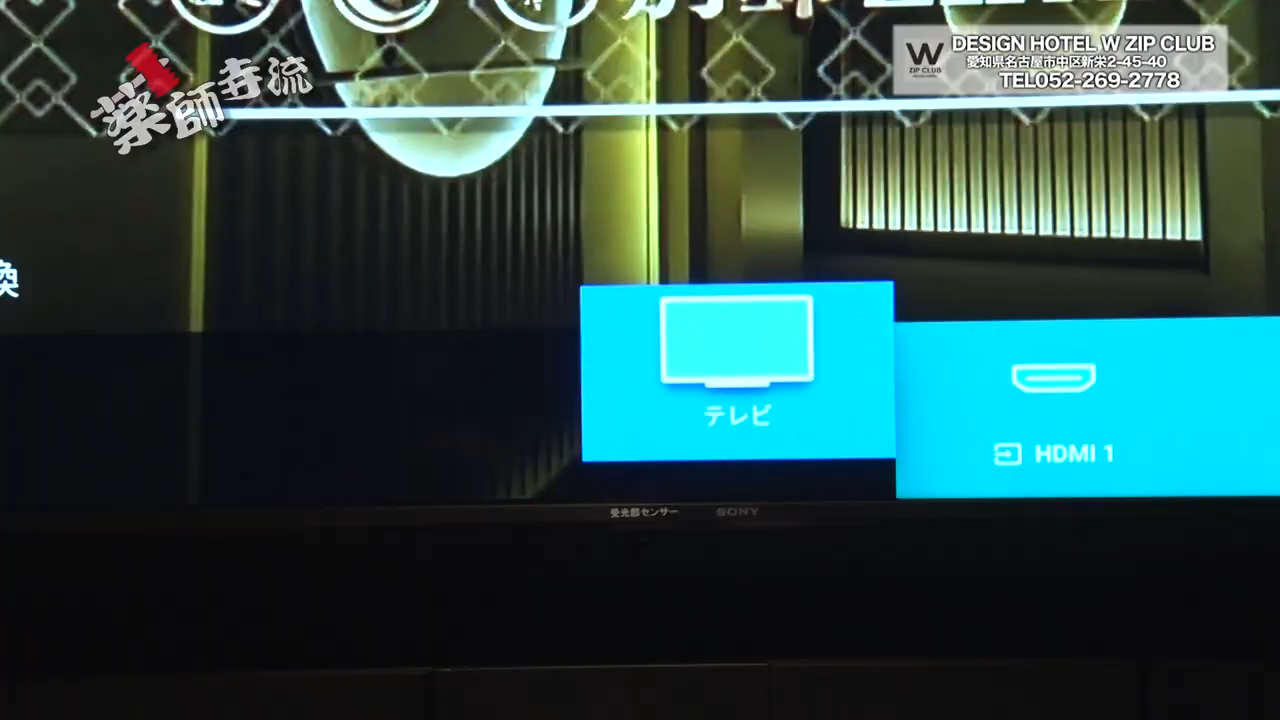 薬師寺流
W
ZIP CLUB
DESIGN HOTEL W ZIP CLUB
愛知県名古屋市中区新栄2-45-40
TEL052-269-2778
換
テレビ
HDMI 1
受光部センサー
SONY